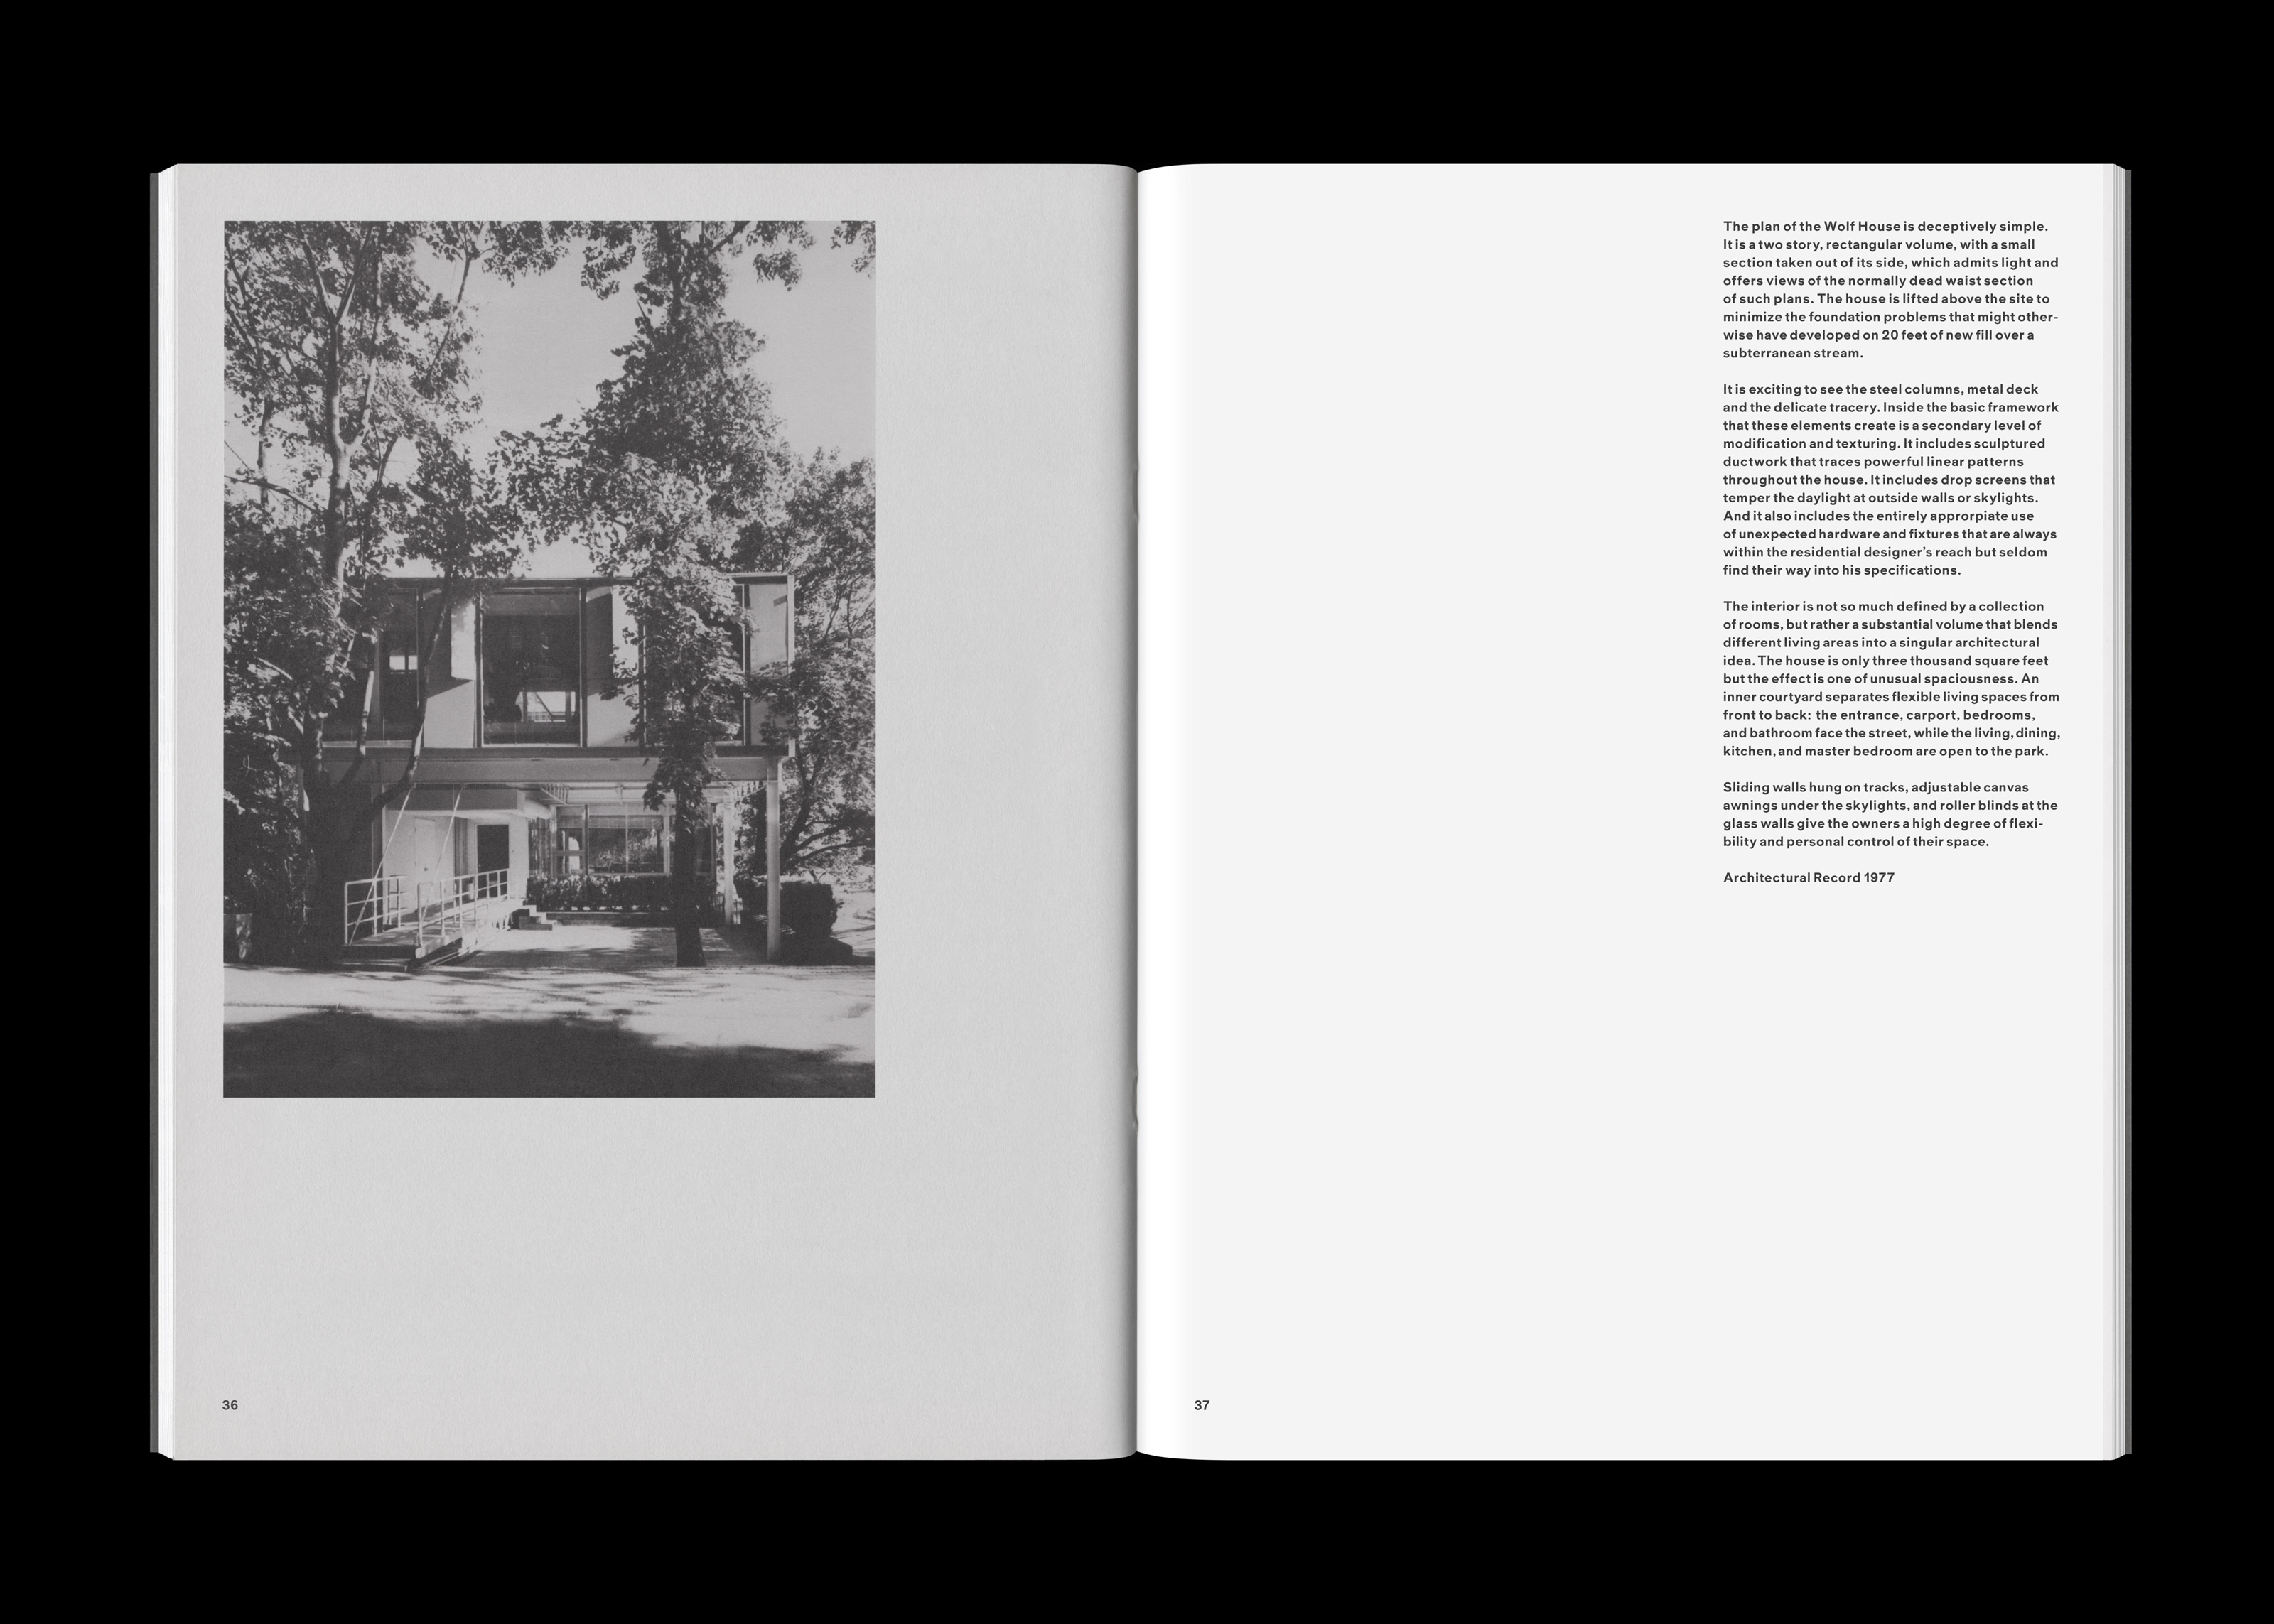 The plan of the Wolf House is deceptively simple.
It is a two story, rectangular volume, with a small
section taken out of its side, which admits light and
offers views of the normally dead waist section
of such plans. The house is lifted above the site to
minimize the foundation problems that might other-
wise have developed on 20 feet of new fill over a
subterranean stream.
It is exciting to see the steel columns, metal deck
and the delicate tracery. Inside the basic framework
that these elements create is a secondary level of
modification and texturing. It includes sculptured
ductwork that traces powerful linear patterns
throughout the house. It includes drop screens that
temper the daylight at outside walls or skylights.
And it also includes the entirely approrpiate use
of unexpected hardware and fixtures that are always
within the residential designer’s reach but seldom
find their way into his specifications.
The interior is not so much defined by a collection
of rooms, but rather a substantial volume that blends
different living areas into a singular architectural
idea. The house is only three thousand square feet
but the effect is one of unusual spaciousness. An
inner courtyard separates flexible living spaces from
front to back: the entrance, carport, bedrooms,
and bathroom face the street, while the living, dining,
kitchen, and master bedroom are open to the park.
Sliding walls hung on tracks, adjustable canvas
awnings under the skylights, and roller blinds at the
glass walls give the owners a high degree of flexi-
bility and personal control of their space.
Architectural Record 1977
36
37